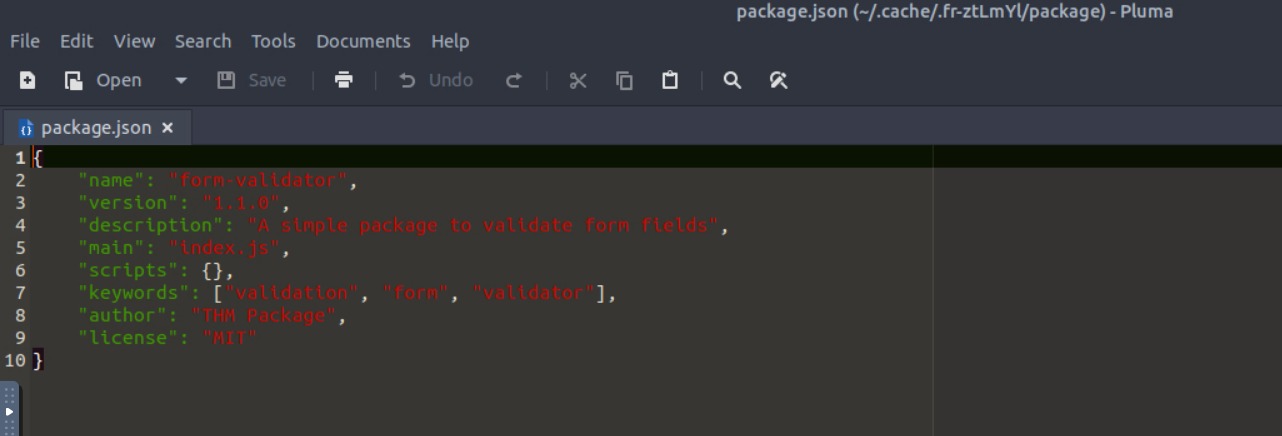 package.json (~/.cache/.fr-ztLmYl/package) - Pluma
File Edit View Search Tools Documents Help
Open Save Undo
package.json ×
1 {
2 "name": "form-validator",
3 "version": "1.1.0",
4 "description": "A simple package to validate form fields",
5 "main": "index.js",
6 "scripts": {},
7 "keywords": ["validation", "form", "validator"],
8 "author": "THM Package",
9 "license": "MIT"
10 }